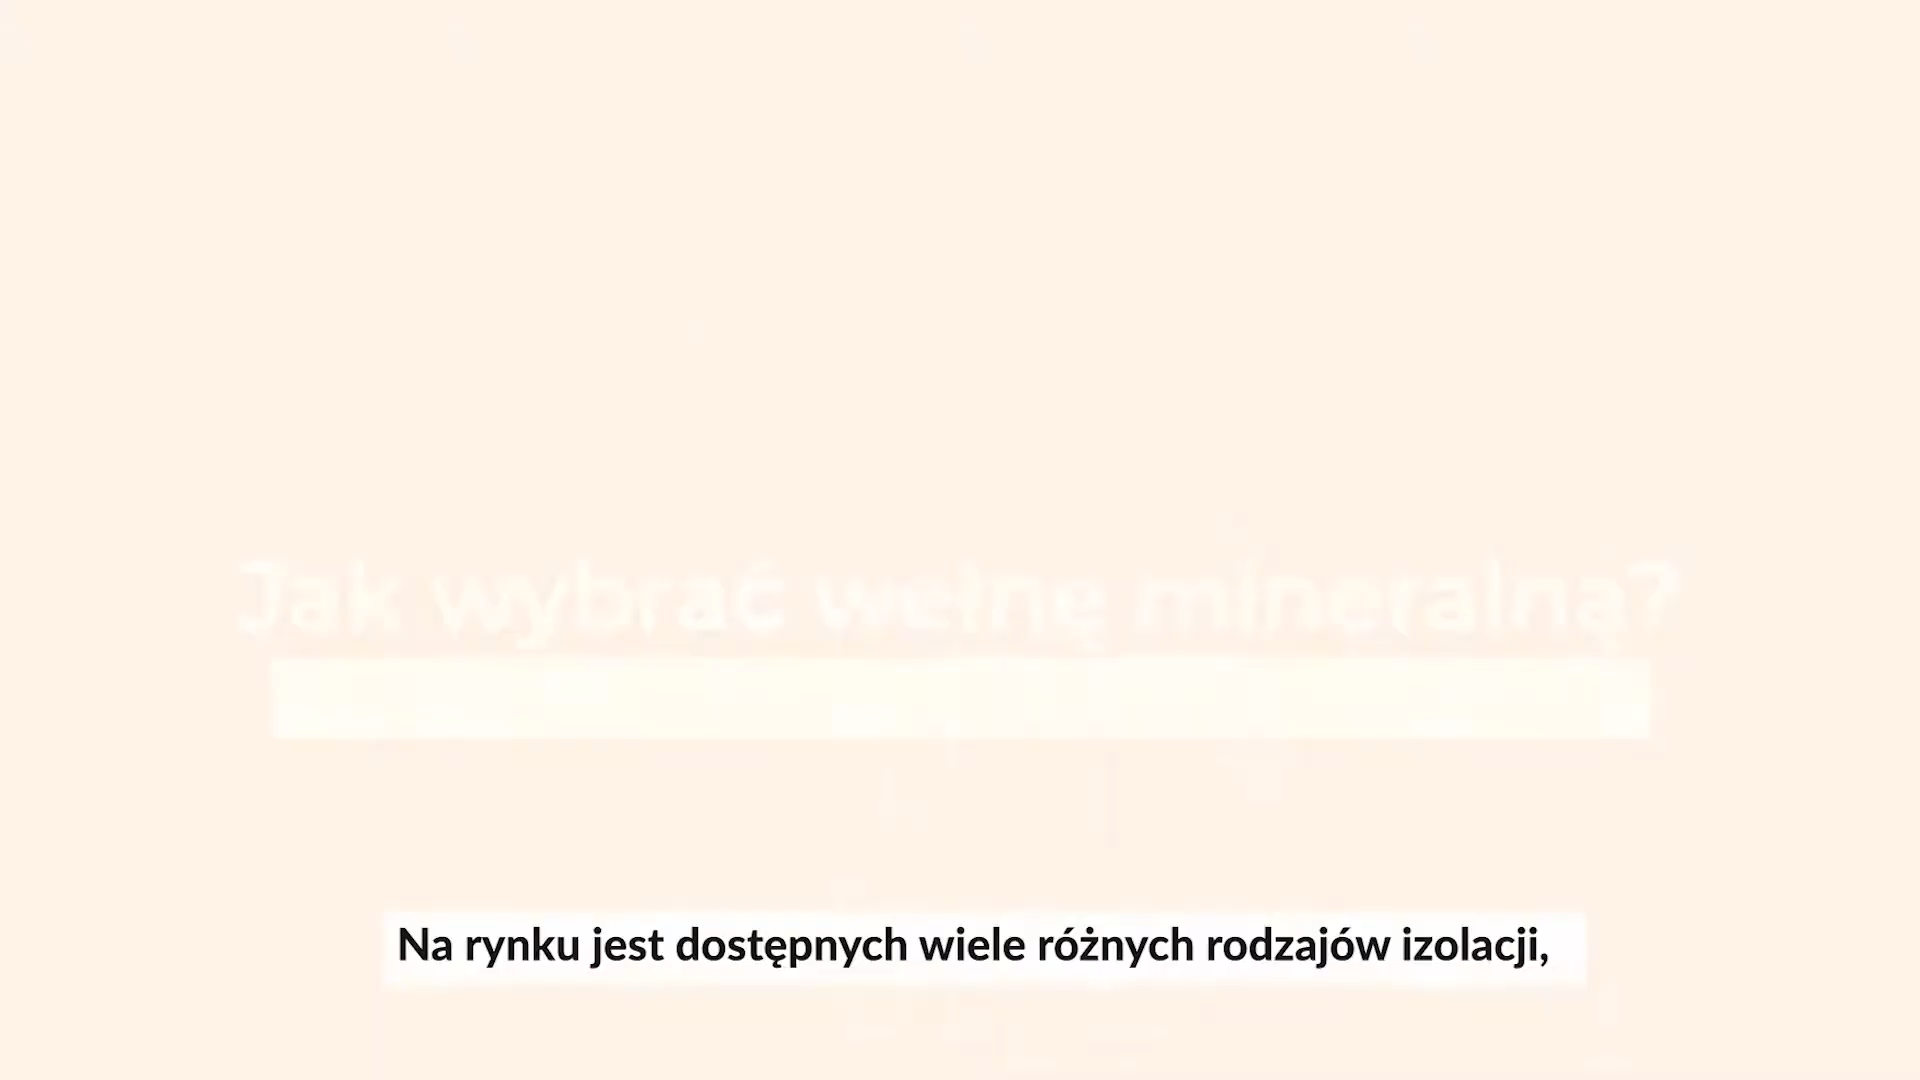 Jak wybrać wełnę mineralną?
Na rynku jest dostępnych wiele różnych rodzajów izolacji,